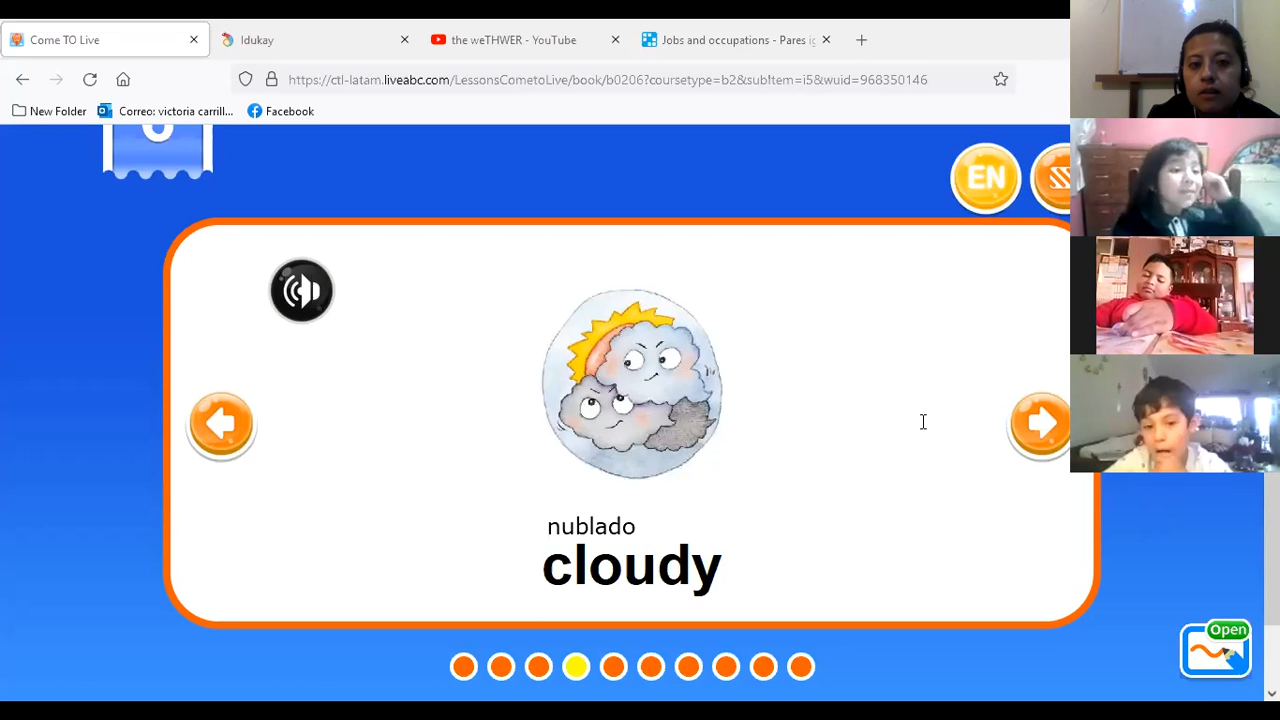 Come TO Live
Idukay
the weTHWER - YouTube
Jobs and occupations - Pares ig
https://ctl-latam.liveabc.com/LessonsCometoLive/book/b0206?coursetype=b2&sub!tem=i5&wuid=968350146
New Folder
Correo: victoria carrill...
Facebook
EN
nublado
cloudy
Open